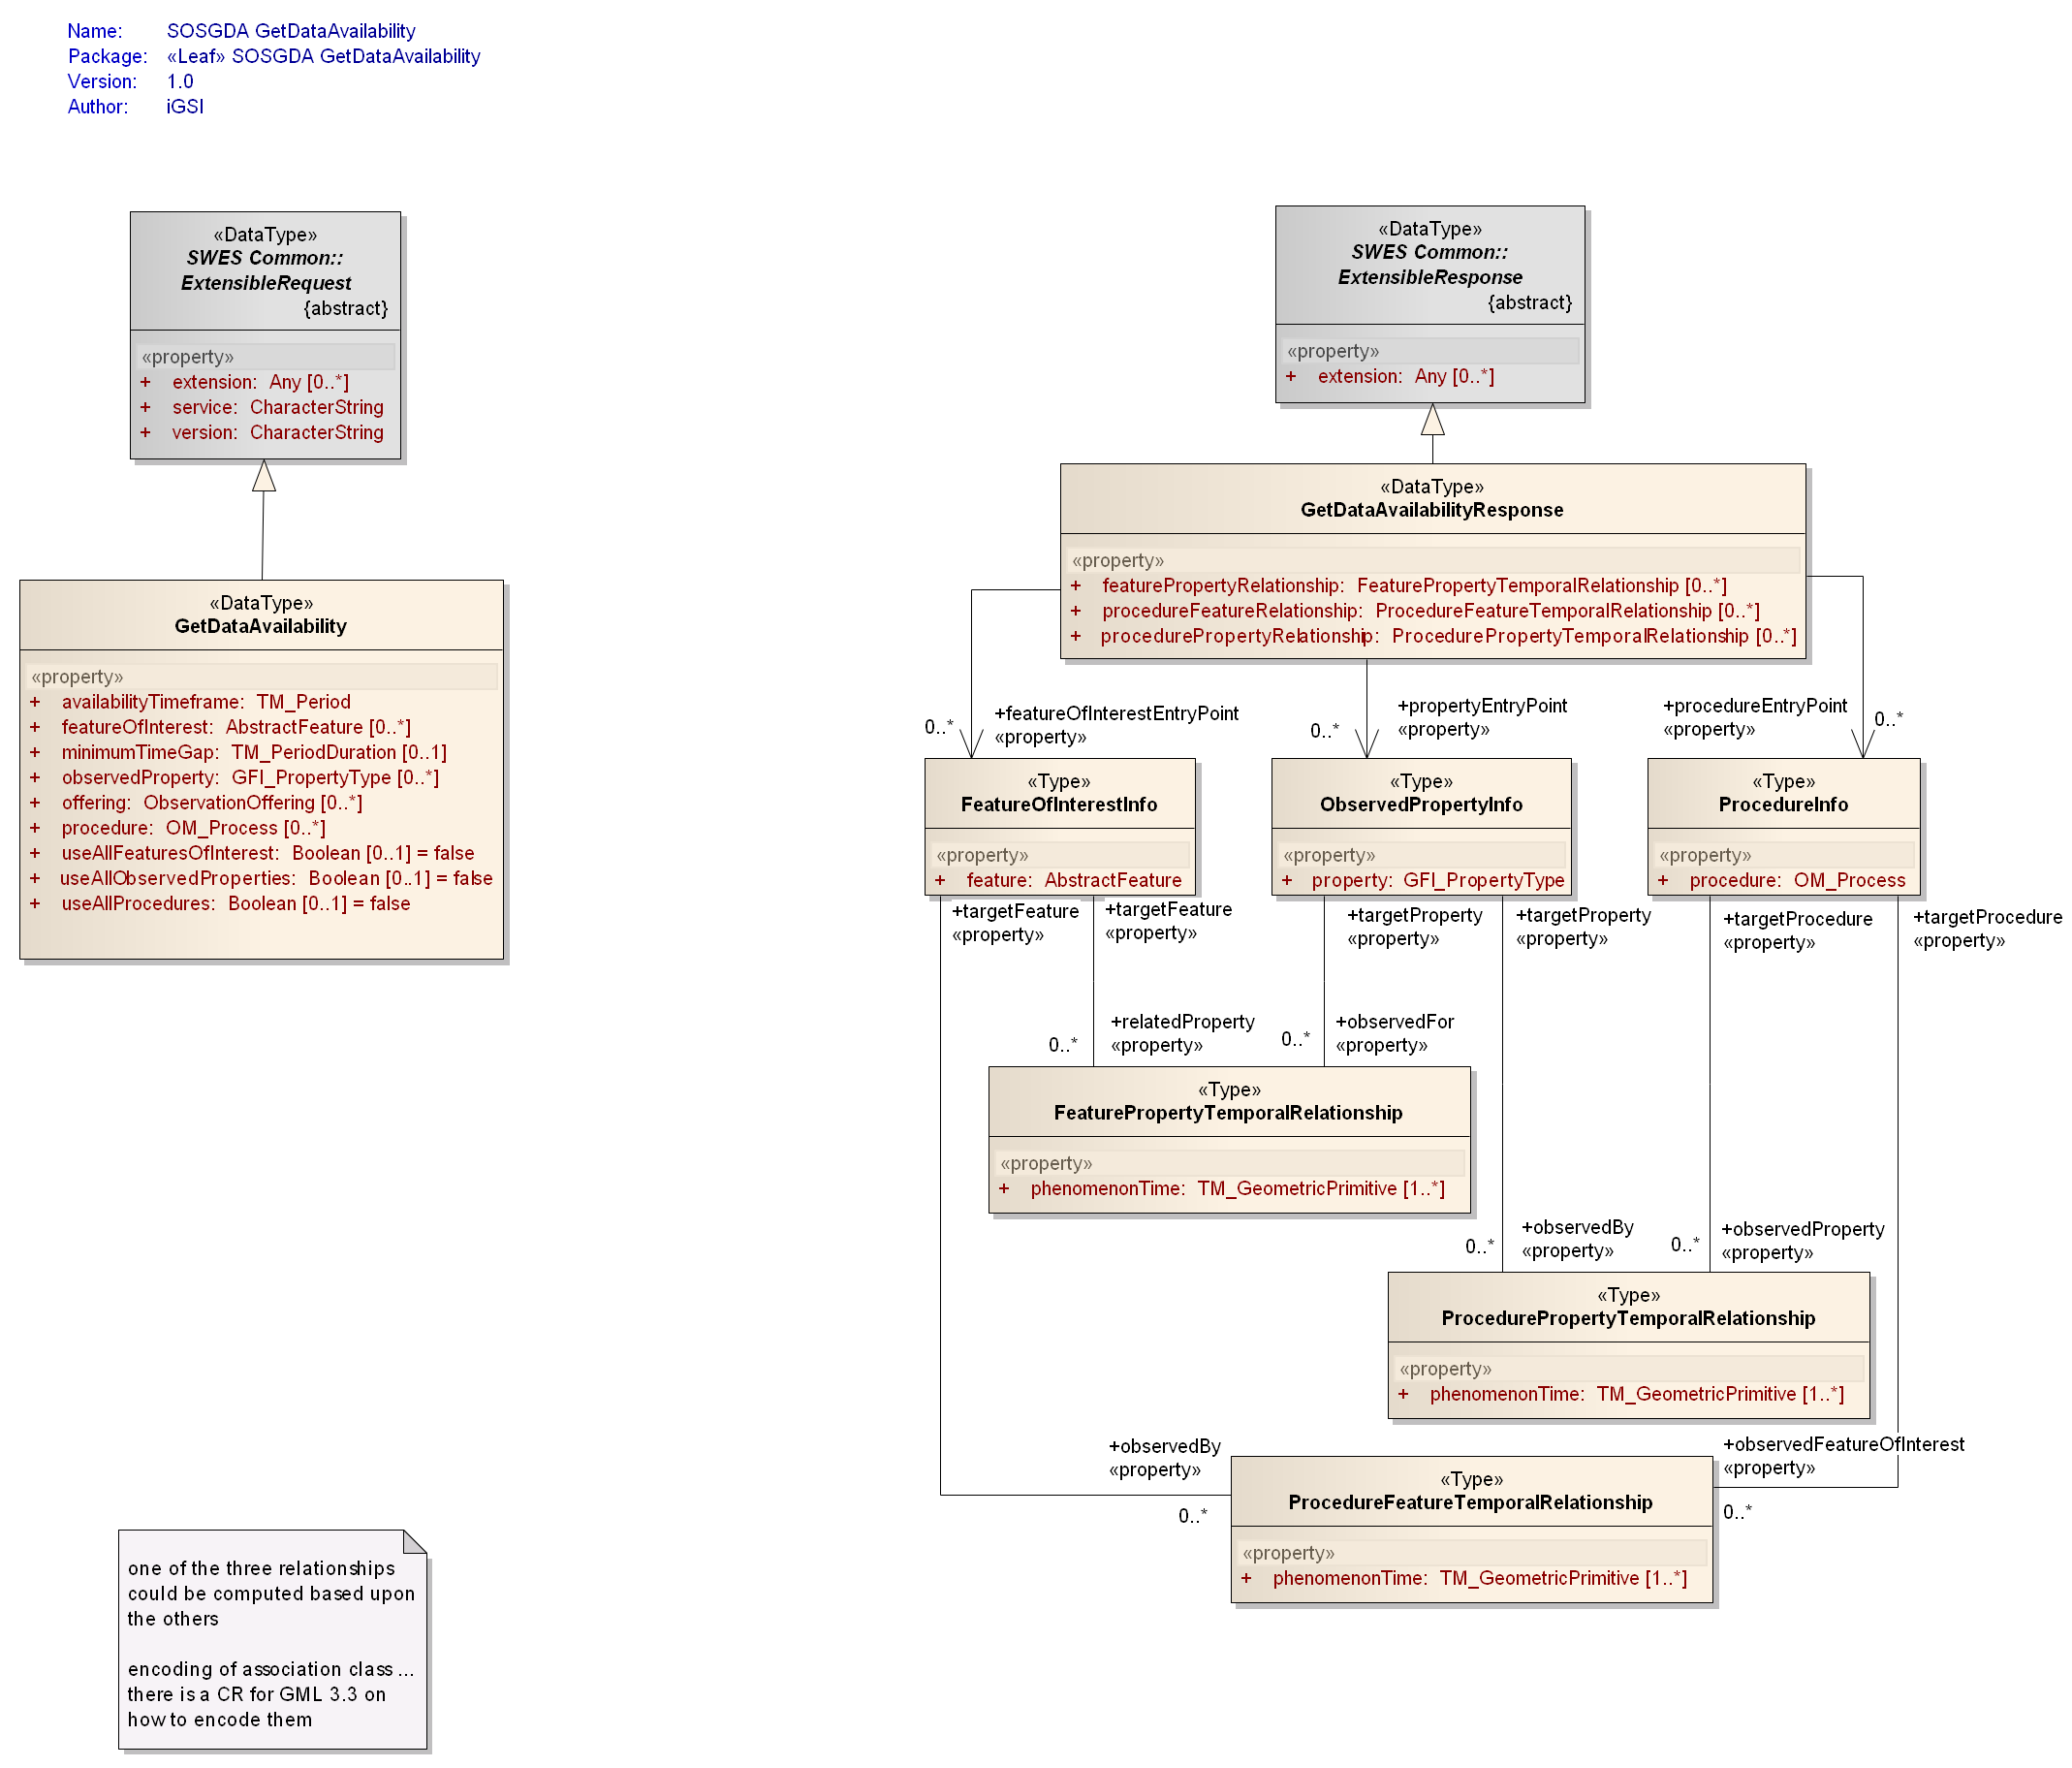 Name: SOSGDA GetDataAvailability
Package: «Leaf» SOSGDA GetDataAvailability
Version: 1.0
Author: iGSI
«DataType»
SWES Common::
ExtensibleRequest
{abstract}
«property»
+ extension: Any [0..*]
+ service: CharacterString
+ version: CharacterString
«DataType»
GetDataAvailability
«property»
+ availabilityTimeframe: TM_Period
+ featureOfInterest: AbstractFeature [0..*]
+ minimumTimeGap: TM_PeriodDuration [0..1]
+ observedProperty: GFI_PropertyType [0..*]
+ offering: ObservationOffering [0..*]
+ procedure: OM_Process [0..*]
+ useAllFeaturesOfInterest: Boolean [0..1] = false
+ useAllObservedProperties: Boolean [0..1] = false
+ useAllProcedures: Boolean [0..1] = false
«DataType»
SWES Common::
ExtensibleResponse
{abstract}
«property»
+ extension: Any [0..*]
«DataType»
GetDataAvailabilityResponse
«property»
+ featurePropertyRelationship: FeaturePropertyTemporalRelationship [0..*]
+ procedureFeatureRelationship: ProcedureFeatureTemporalRelationship [0..*]
+ procedurePropertyRelationship: ProcedurePropertyTemporalRelationship [0..*]
0..*
+featureOfInterestEntryPoint
«property»
0..*
+propertyEntryPoint
«property»
+procedureEntryPoint
«property»
0..*
«Type»
FeatureOfInterestInfo
«property»
+ feature: AbstractFeature
«Type»
ObservedPropertyInfo
«property»
+ property: GFI_PropertyType
«Type»
ProcedureInfo
«property»
+ procedure: OM_Process
+targetFeature
«property»
+targetFeature
«property»
+targetProperty
«property»
+targetProperty
«property»
+targetProcedure
«property»
+targetProcedure
«property»
0..*
+relatedProperty
«property»
0..*
+observedFor
«property»
«Type»
FeaturePropertyTemporalRelationship
«property»
+ phenomenonTime: TM_GeometricPrimitive [1..*]
0..*
+observedBy
«property»
0..*
+observedProperty
«property»
«Type»
ProcedurePropertyTemporalRelationship
«property»
+ phenomenonTime: TM_GeometricPrimitive [1..*]
+observedBy
«property»
0..*
+observedFeatureOfInterest
«property»
0..*
«Type»
ProcedureFeatureTemporalRelationship
«property»
+ phenomenonTime: TM_GeometricPrimitive [1..*]
one of the three relationships
could be computed based upon
the others
encoding of association class ...
there is a CR for GML 3.3 on
how to encode them